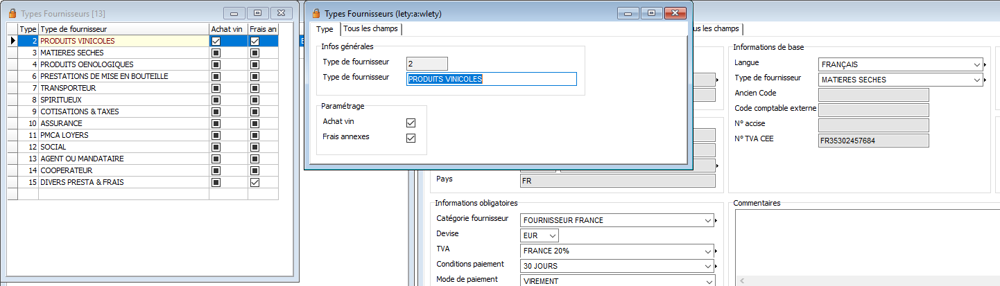 Types Fournisseurs [13]
Type Type de fournisseur Achat vin Frais an
2 PRODUITS VINICOLES
3 MATIERES SECHES
4 PRODUITS OENOLOGIQUES
6 PRESTATIONS DE MISE EN BOUTEILLE
7 TRANSPORTEUR
8 SPIRITUEUX
9 COTISATIONS & TAXES
10 ASSURANCE
11 PMCA LOYERS
12 SOCIAL
13 AGENT OU MANDATAIRE
14 COOPERATEUR
15 DIVERS PRESTA & FRAIS
Types Fournisseurs (lety:a:wlety)
Type Tous les champs
Infos générales
Type de fournisseur 2
Type de fournisseur PRODUITS VINICOLES
Paramétrage
Achat vin
Frais annexes
us les champs
Informations de base
Langue FRANÇAIS
Type de fournisseur MATIERES SECHES
Ancien Code
Code comptable externe
N° accise
N° TVA CEE FR35302457684
Pays FR
Informations obligatoires
Catégorie fournisseur FOURNISSEUR FRANCE
Devise EUR
TVA FRANCE 20%
Conditions paiement 30 JOURS
Mode de paiement VIREMENT
Commentaires